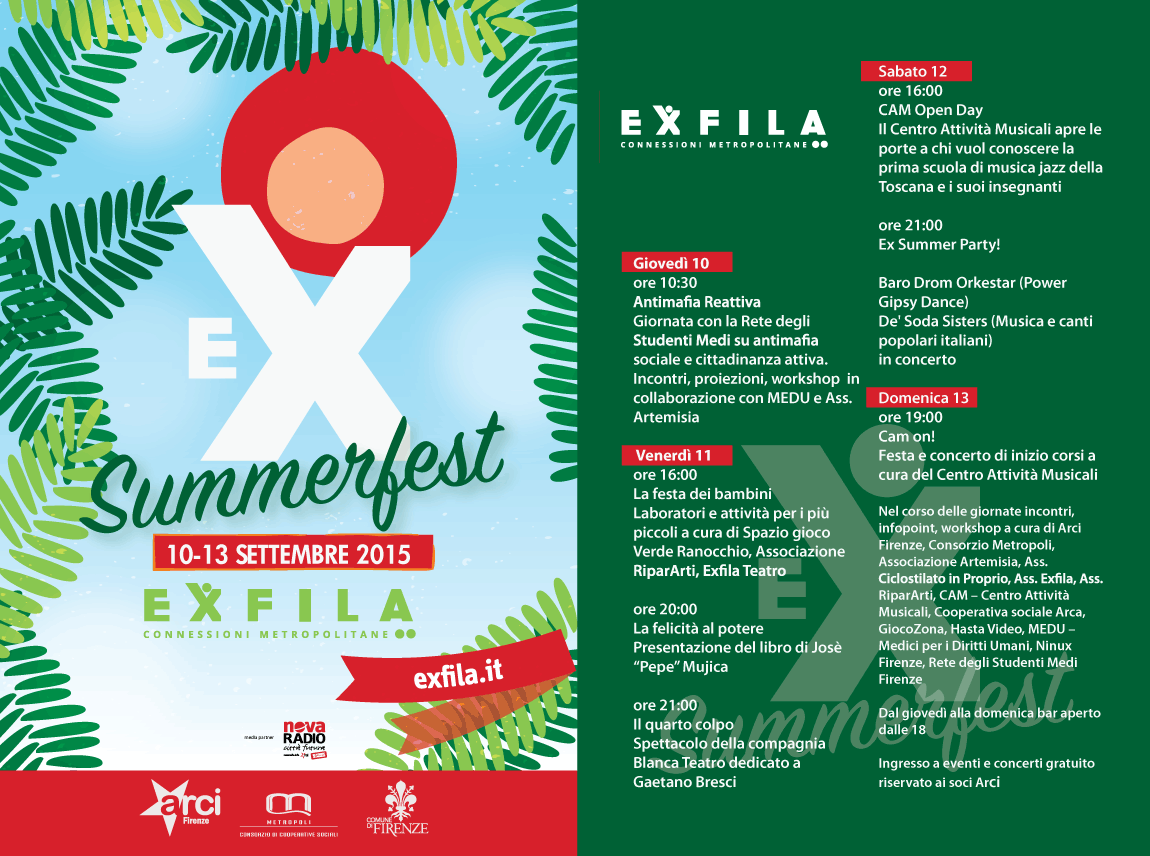 EX
Summerfest
10-13 SETTEMBRE 2015
EXFILA
CONNESSIONI METROPOLITANE
exfila.it
media partner
nova
RADIO
città futura
arci
Firenze
METROPOLI
CONSORZIO DI COOPERATIVE SOCIALI
COMUNE
DI FIRENZE
EXFILA
CONNESSIONI METROPOLITANE
Giovedì 10
ore 10:30
Antimafia Reattiva
Giornata con la Rete degli
Studenti Medi su antimafia
sociale e cittadinanza attiva.
Incontri, proiezioni, workshop in
collaborazione con MEDU e Ass.
Artemisia
Venerdì 11
ore 16:00
La festa dei bambini
Laboratori e attività per i più
piccoli a cura di Spazio gioco
Verde Ranocchio, Associazione
RiparArti, Exfila Teatro
ore 20:00
La felicità al potere
Presentazione del libro di Josè
“Pepe” Mujica
ore 21:00
Il quarto colpo
Spettacolo della compagnia
Blanca Teatro dedicato a
Gaetano Bresci
Sabato 12
ore 16:00
CAM Open Day
Il Centro Attività Musicali apre le
porte a chi vuol conoscere la
prima scuola di musica jazz della
Toscana e i suoi insegnanti
ore 21:00
Ex Summer Party!
Baro Drom Orkestar (Power
Gipsy Dance)
De' Soda Sisters (Musica e canti
popolari italiani)
in concerto
Domenica 13
ore 19:00
Cam on!
Festa e concerto di inizio corsi a
cura del Centro Attività Musicali
Nel corso delle giornate incontri,
infopoint, workshop a cura di Arci
Firenze, Consorzio Metropoli,
Associazione Artemisia, Ass.
Ciclostilato in Proprio, Ass. Exfila, Ass.
RiparArti, CAM – Centro Attività
Musicali, Cooperativa sociale Arca,
GiocoZona, Hasta Video, MEDU –
Medici per i Diritti Umani, Ninux
Firenze, Rete degli Studenti Medi
Firenze
Dal giovedì alla domenica bar aperto
dalle 18
Ingresso a eventi e concerti gratuito
riservato ai soci Arci
EX
Summerfest